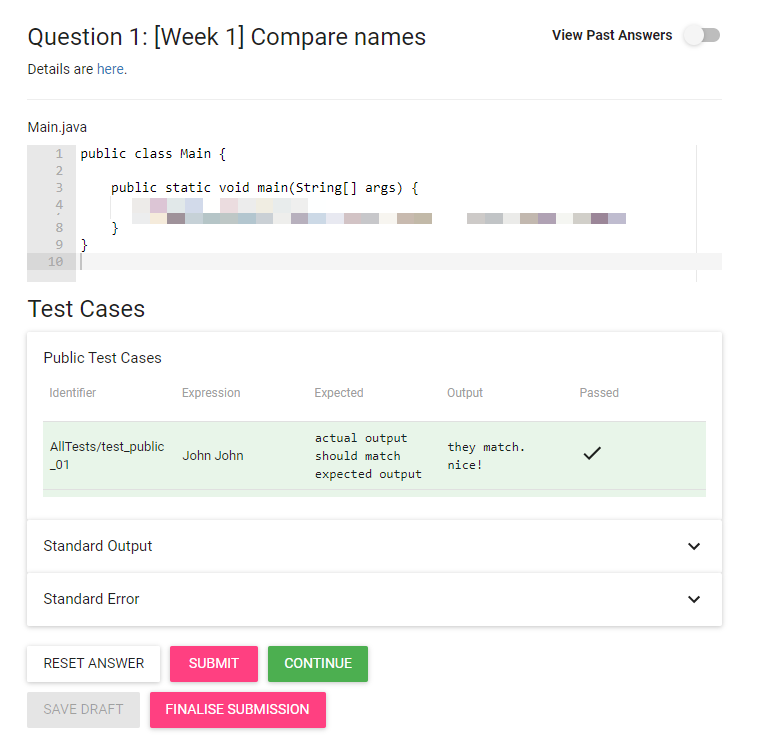 Question 1: [Week 1] Compare names
View Past Answers
Details are here.
Main.java
1 public class Main {
2
3 public static void main(String[] args) {
4
8 }
9 }
10
Test Cases
Public Test Cases
Identifier Expression Expected Output Passed
AllTests/test_public
_01
John John
actual output
should match
expected output
they match.
nice!
Standard Output
Standard Error
RESET ANSWER SUBMIT CONTINUE
SAVE DRAFT FINALISE SUBMISSION